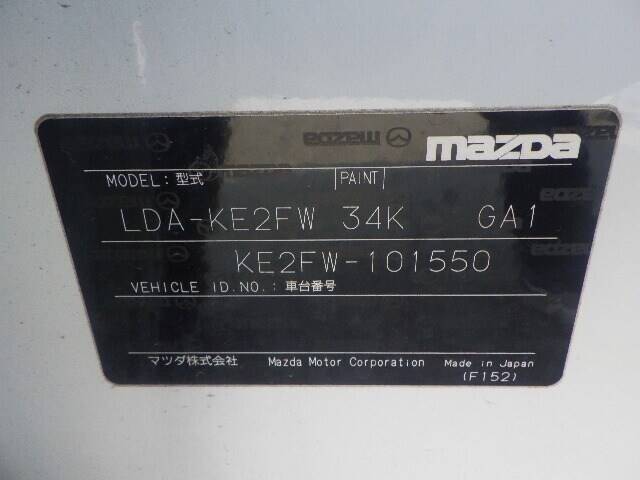 mazda
mazda
MODEL: 型式 PAINT
LDA-KE2FW 34K GA1
KE2FW-101550
VEHICLE ID.NO.: 車台番号
マツダ株式会社 Mazda Motor Corporation Made in Japan
(F152)